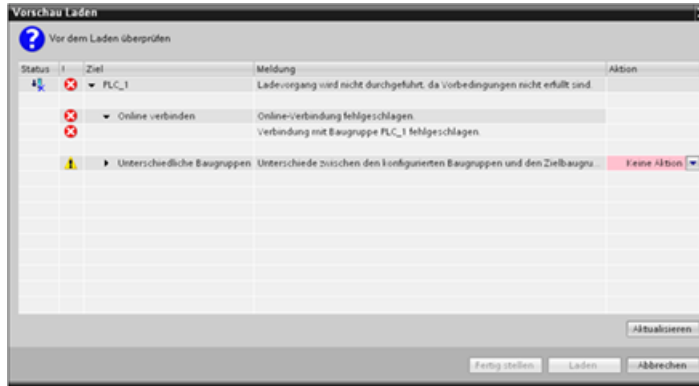 Vorschau Laden
Vor dem Laden überprüfen
Status ! Ziel Meldung Aktion
PLC_1 Ladevorgang wird nicht durchgeführt, da Vorbedingungen nicht erfüllt sind.
Online verbinden Online-Verbindung fehlgeschlagen.
Verbindung mit Baugruppe PLC_1 fehlgeschlagen.
Unterschiedliche Baugruppen Unterschiede zwischen den konfigurierten Baugruppen und den Zielbaugru... Keine Aktion
Aktualisieren
Fertig stellen Laden Abbrechen